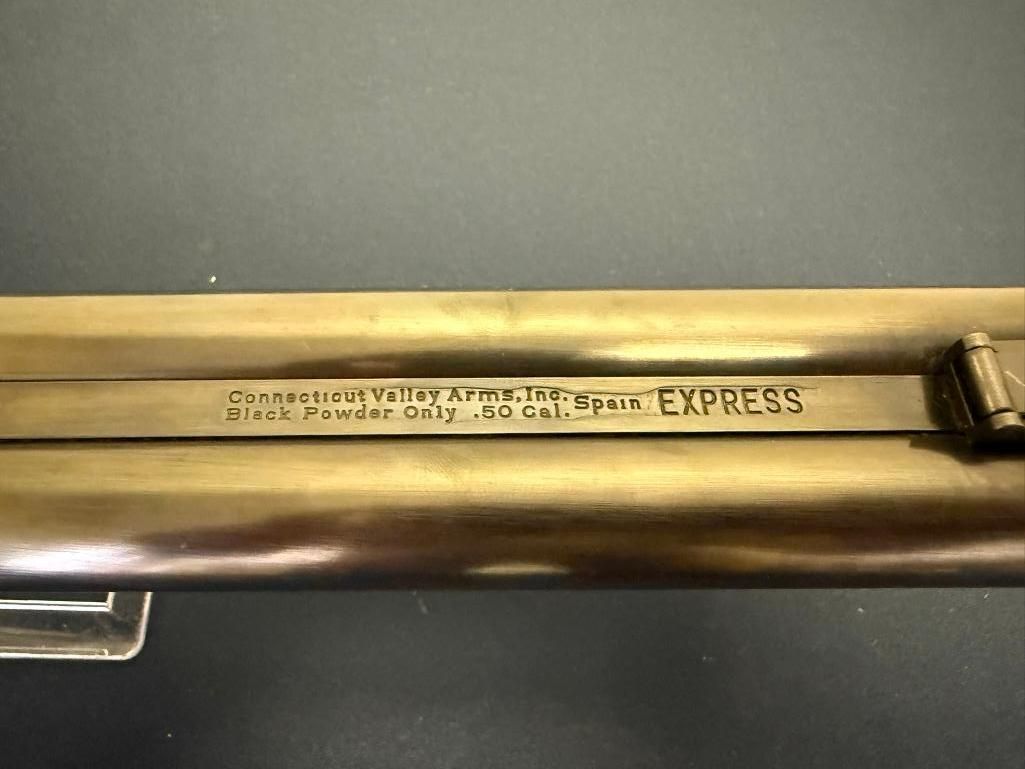 Connecticut Valley Arms, Inc.
Black Powder Only .50 Cal.
Spain EXPRESS